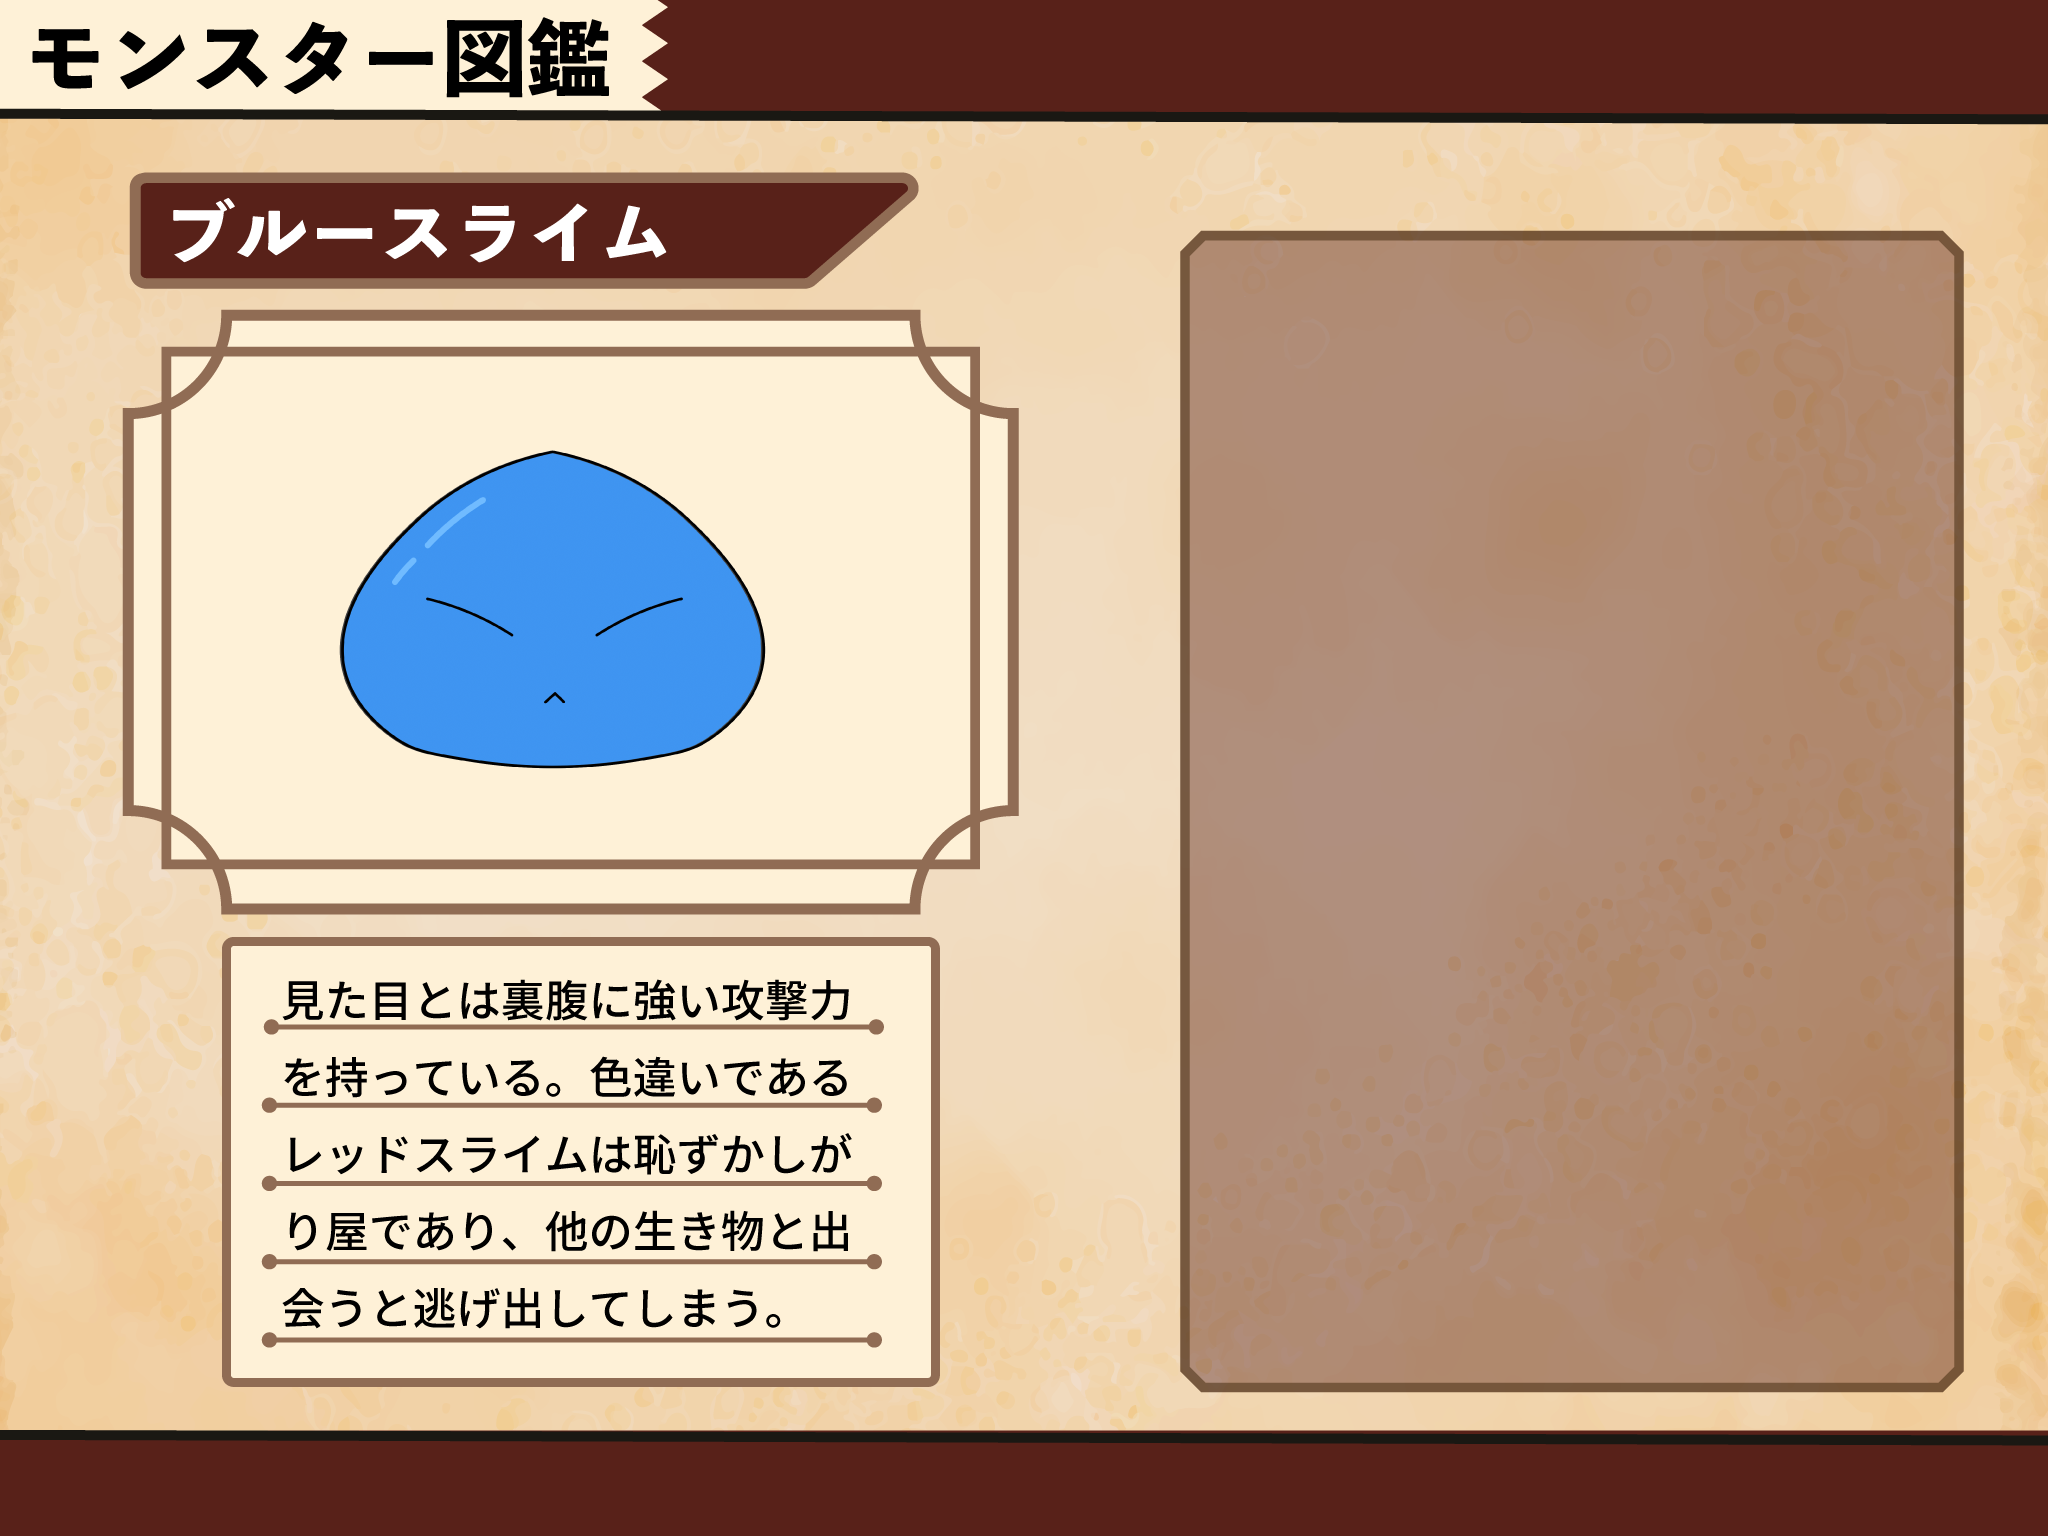 モンスター図鑑
ブルースライム
見た目とは裏腹に強い攻撃力
を持っている。色違いである
レッドスライムは恥ずかしが
り屋であり、他の生き物と出
会うと逃げ出してしまう。